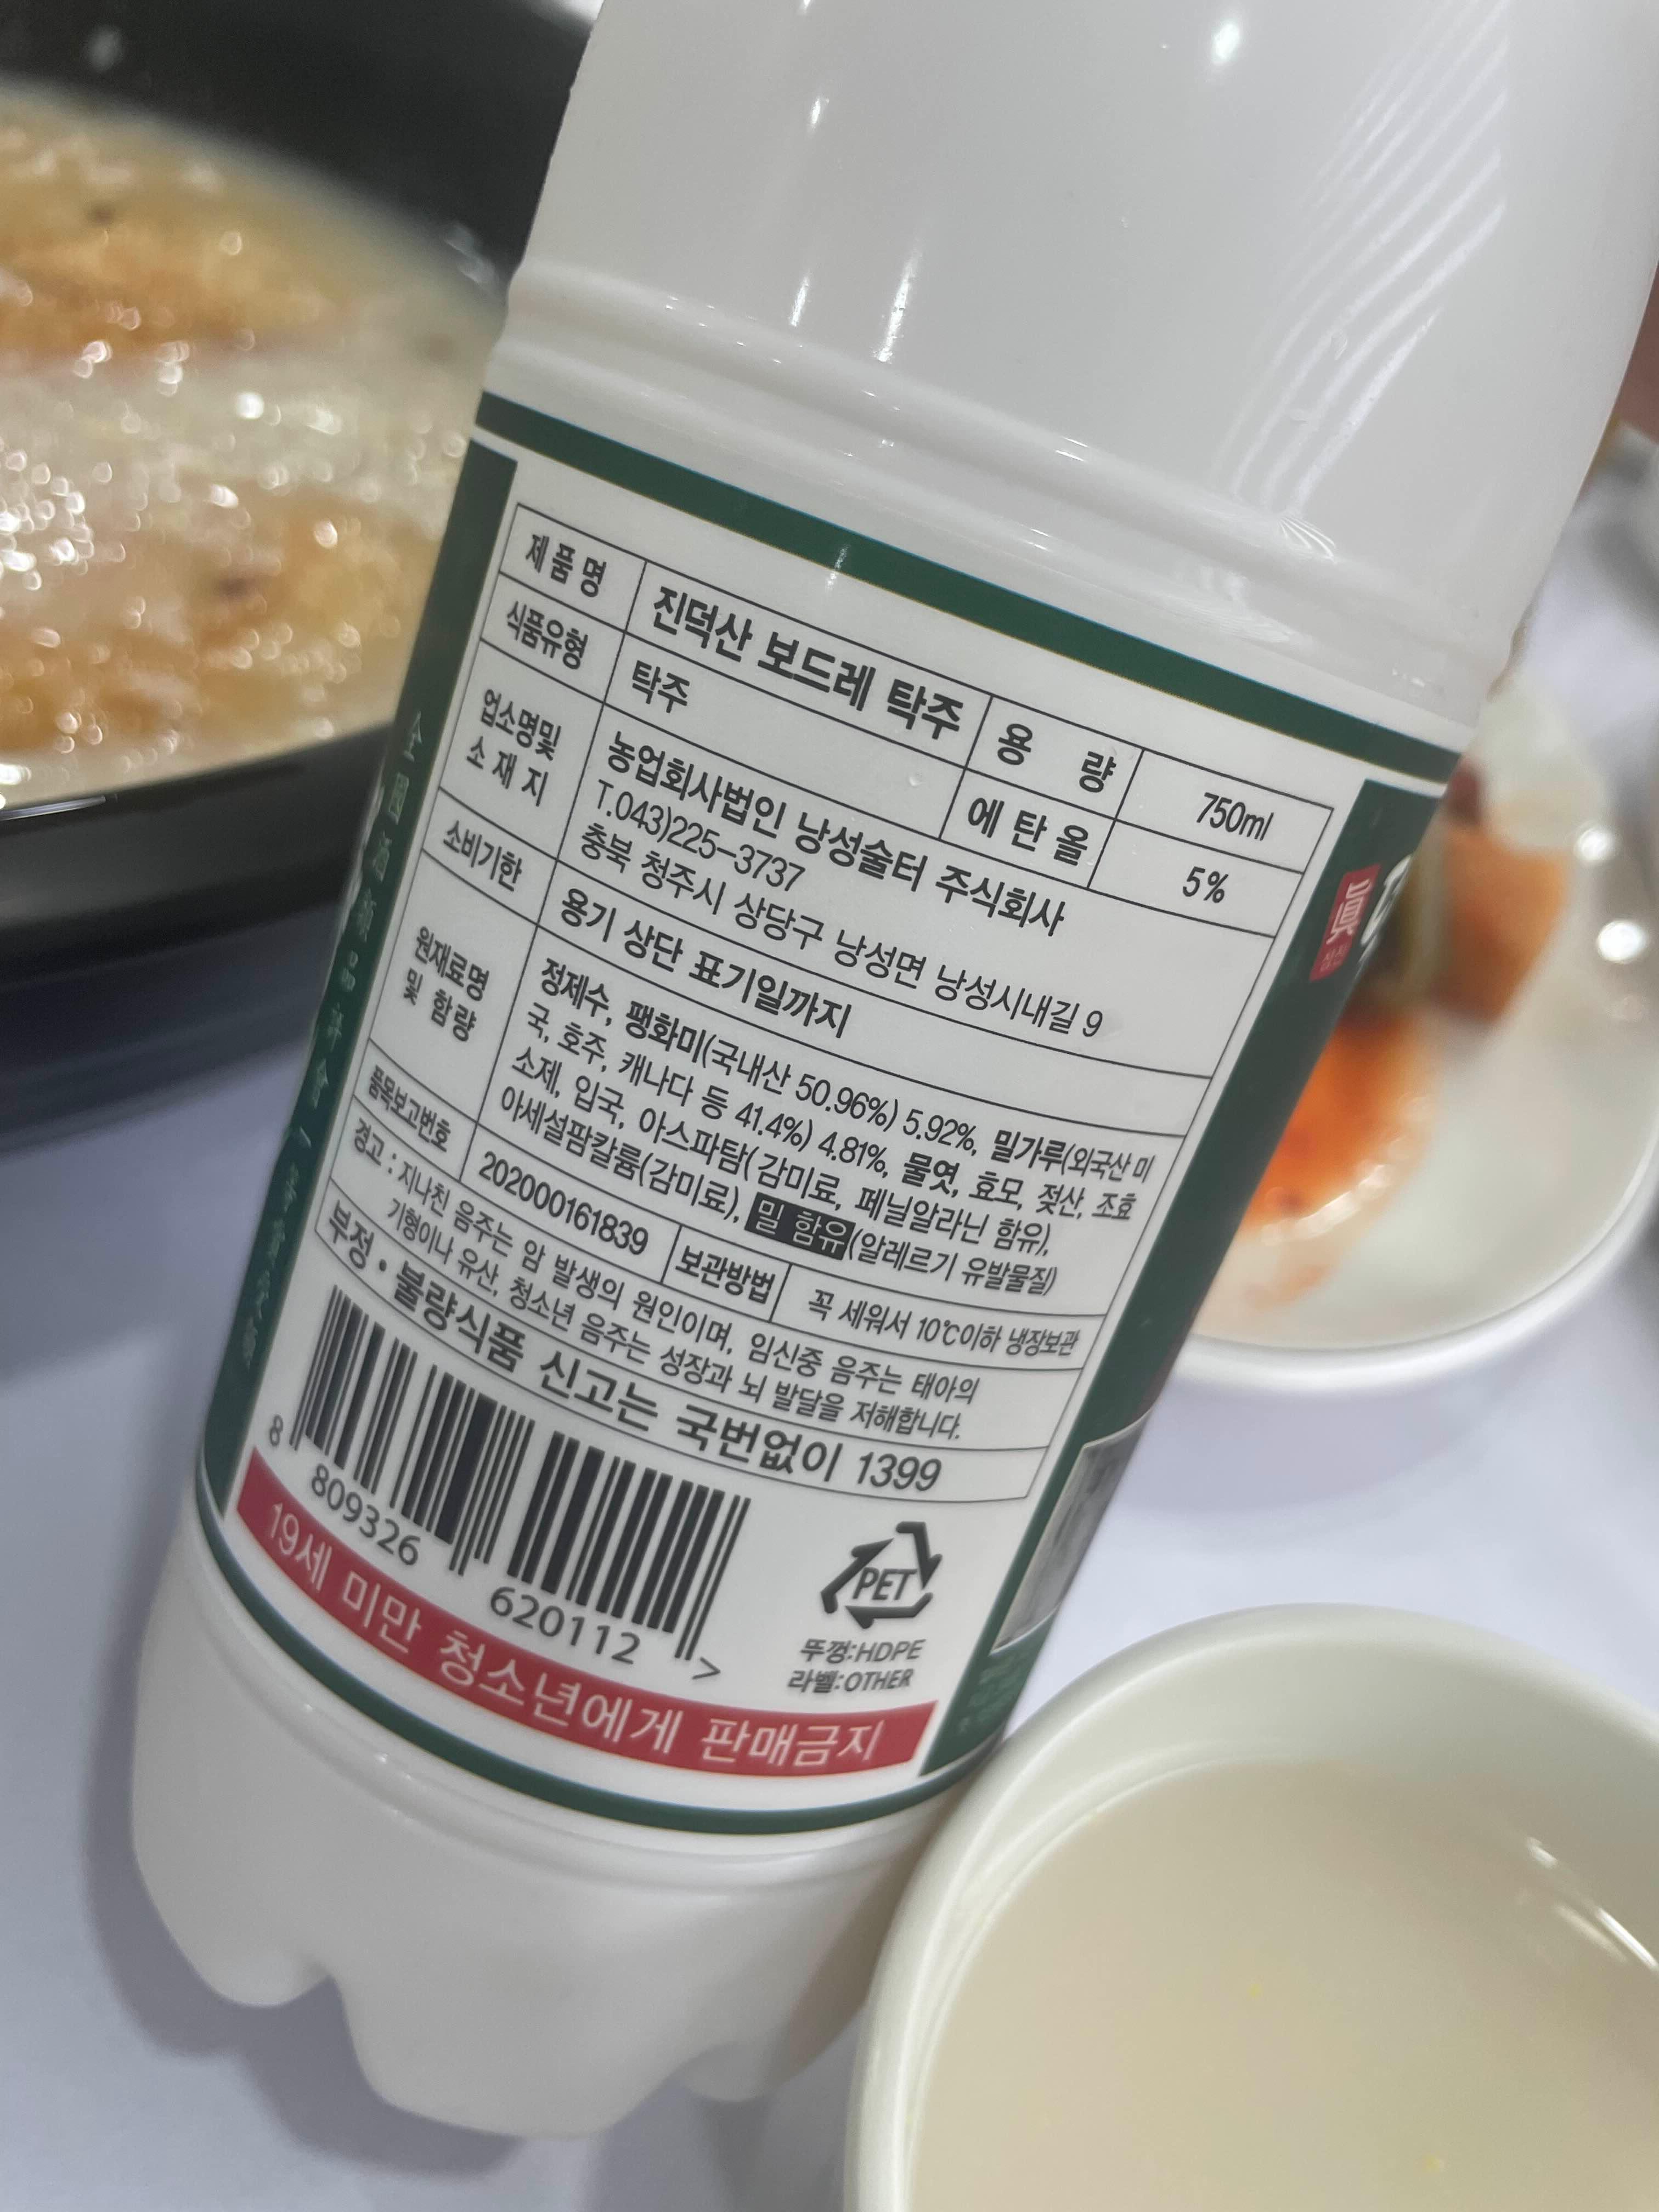 제품명 진덕산 보드레 탁주 용량 750ml
식품유형 탁주 에탄올 5%
업소명및 소재지 농업회사법인 낭성술터 주식회사
T.043)225-3737
충북 청주시 상당구 낭성면 낭성시내길 9
소비기한 용기 상단 표기일까지
원재료명 및 함량 정제수, 팽화미(국내산 50.96%) 5.92%, 밀가루(외국산 미
국, 호주, 캐나다 등 41.4%) 4.81%, 물엿, 효모, 젖산, 조효
소제, 입국, 아스파탐(감미료, 페닐알라닌 함유),
아세설팜칼륨(감미료), 밀 함유(알레르기 유발물질)
품목보고번호 202000161839 보관방법 꼭 세워서 10℃이하 냉장보관
경고 : 지나친 음주는 암 발생의 원인이며, 임신중 음주는 태아의
기형이나 유산, 청소년 음주는 성장과 뇌 발달을 저해합니다.
부정·불량식품 신고는 국번없이 1399
8 809326 620112 >
PET
뚜껑:HDPE
라벨:OTHER
19세 미만 청소년에게 판매금지
眞